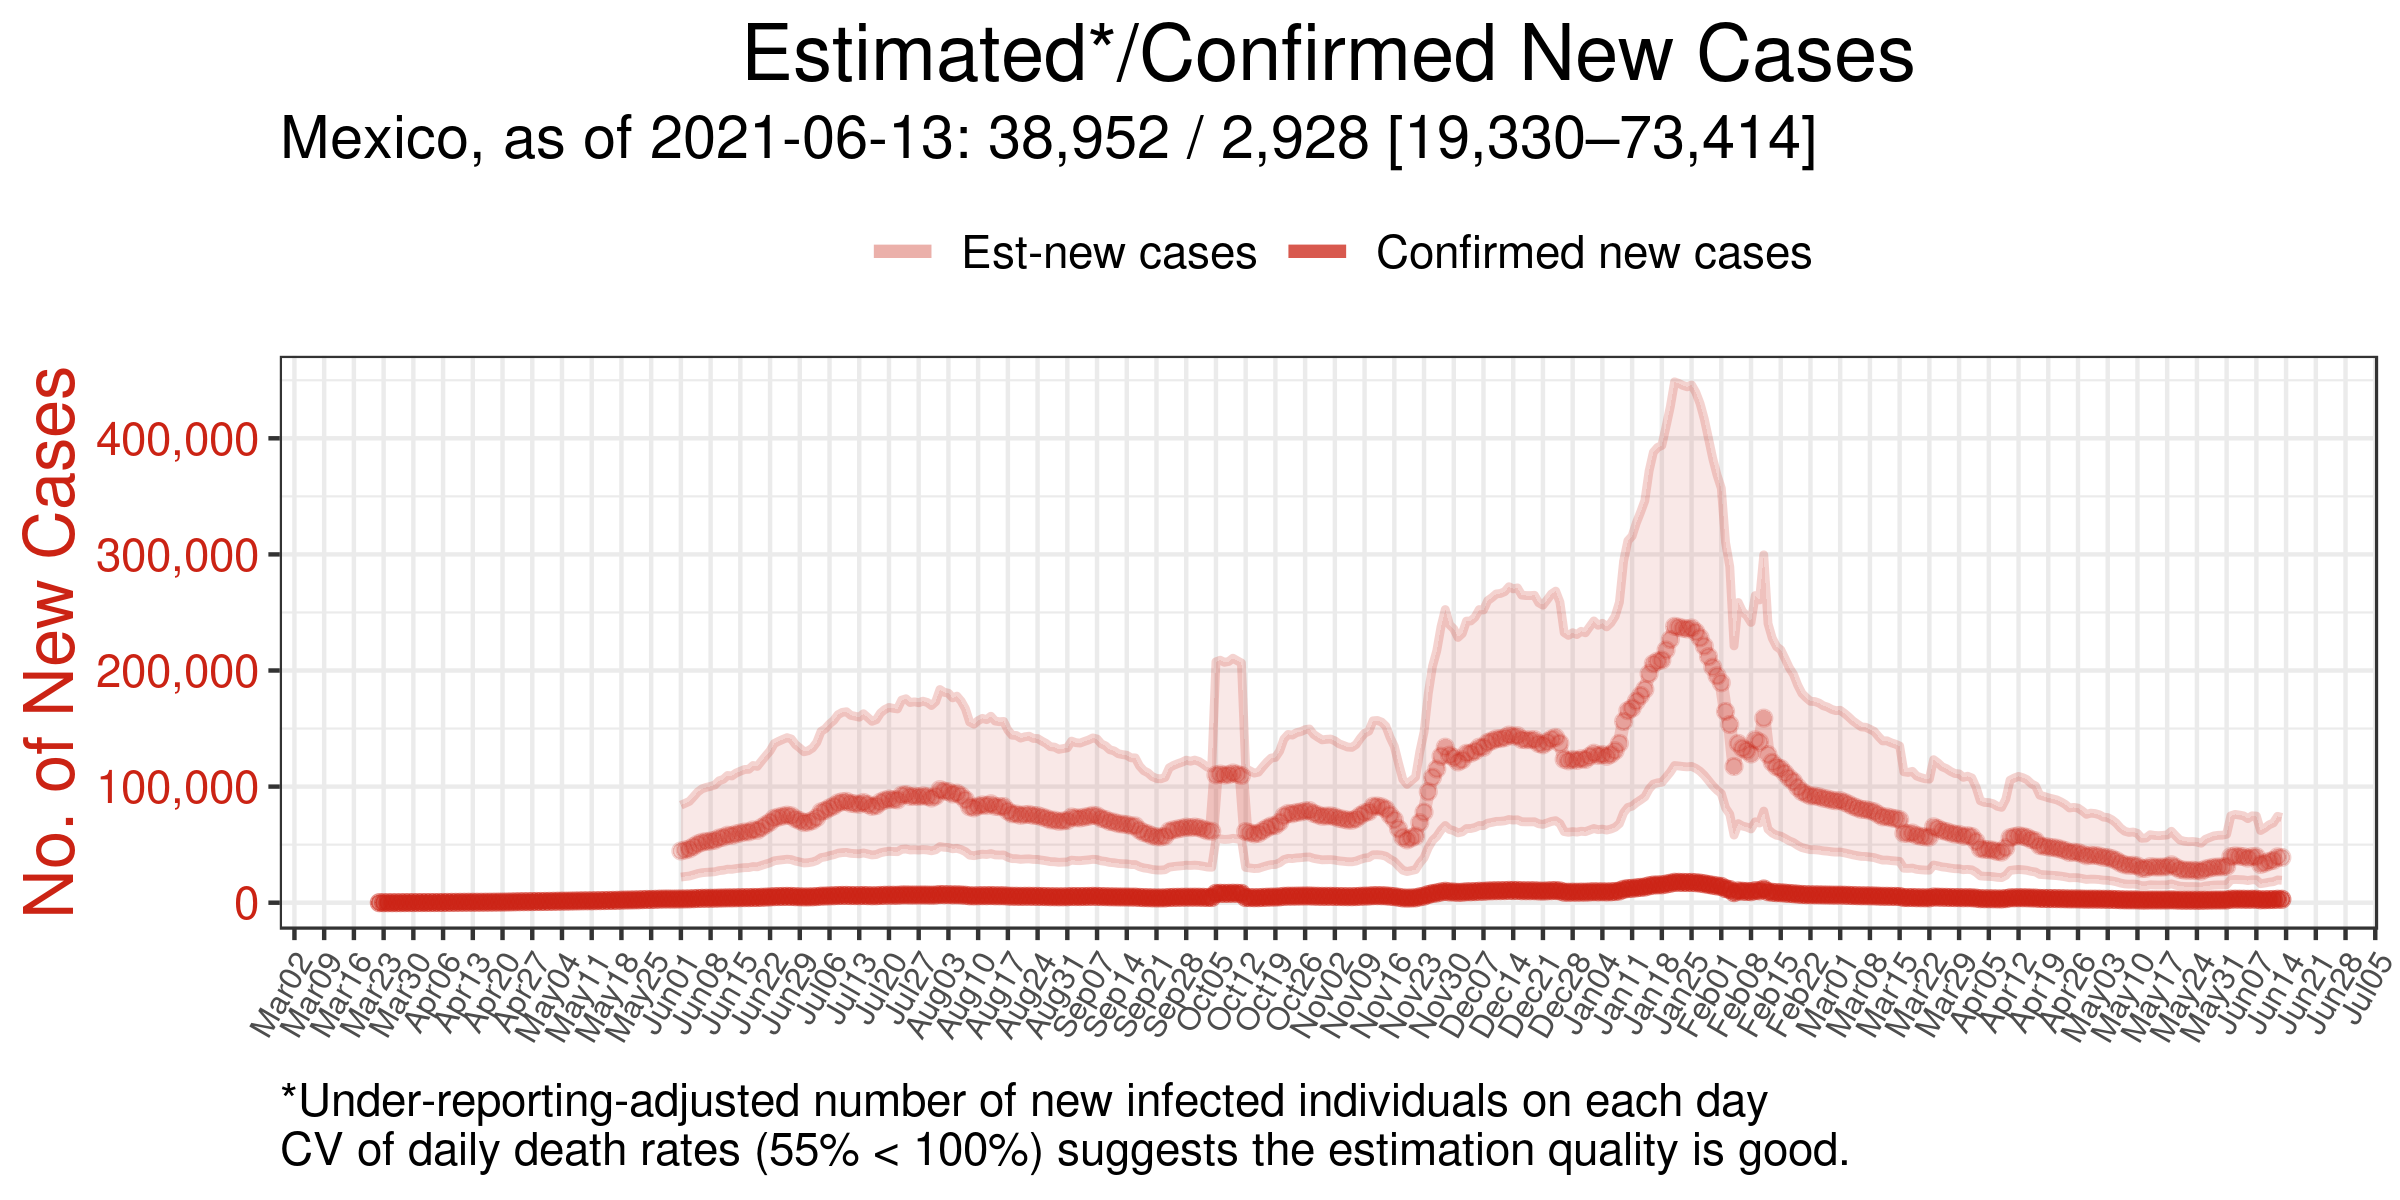 Estimated*/Confirmed New Cases
Mexico, as of 2021-06-13: 38,952 / 2,928 [19,330–73,414]
Est-new cases
Confirmed new cases
No. of New Cases
400,000
300,000
200,000
100,000
0
Mar02
Mar09
Mar16
Mar23
Mar30
Apr06
Apr13
Apr20
Apr27
May04
May11
May18
May25
Jun01
Jun08
Jun15
Jun22
Jun29
Jul06
Jul13
Jul20
Jul27
Aug03
Aug10
Aug17
Aug24
Aug31
Sep07
Sep14
Sep21
Sep28
Oct05
Oct12
Oct19
Oct26
Nov02
Nov09
Nov16
Nov23
Nov30
Dec07
Dec14
Dec21
Dec28
Jan04
Jan11
Jan18
Jan25
Feb01
Feb08
Feb15
Feb22
Mar01
Mar08
Mar15
Mar22
Mar29
Apr05
Apr12
Apr19
Apr26
May03
May10
May17
May24
May31
Jun07
Jun14
Jun21
Jun28
Jul05
*Under-reporting-adjusted number of new infected individuals on each day
CV of daily death rates (55% < 100%) suggests the estimation quality is good.